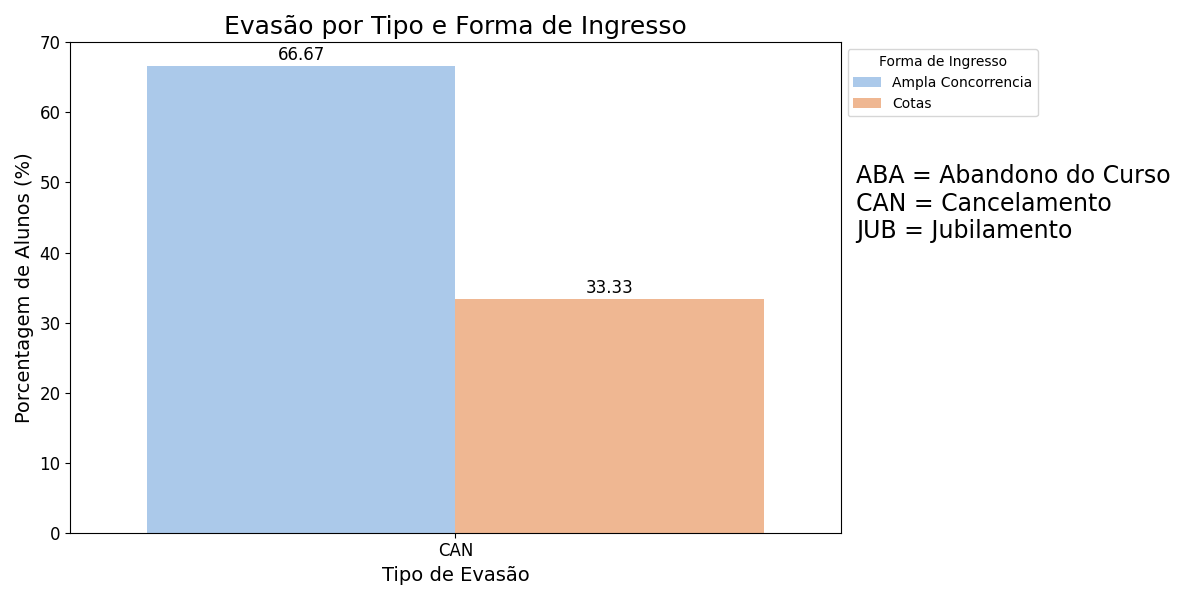 Evasão por Tipo e Forma de Ingresso
Porcentagem de Alunos (%)
70
60
50
40
30
20
10
0
66.67
33.33
CAN
Tipo de Evasão
Forma de Ingresso
Ampla Concorrencia
Cotas
ABA = Abandono do Curso
CAN = Cancelamento
JUB = Jubilamento